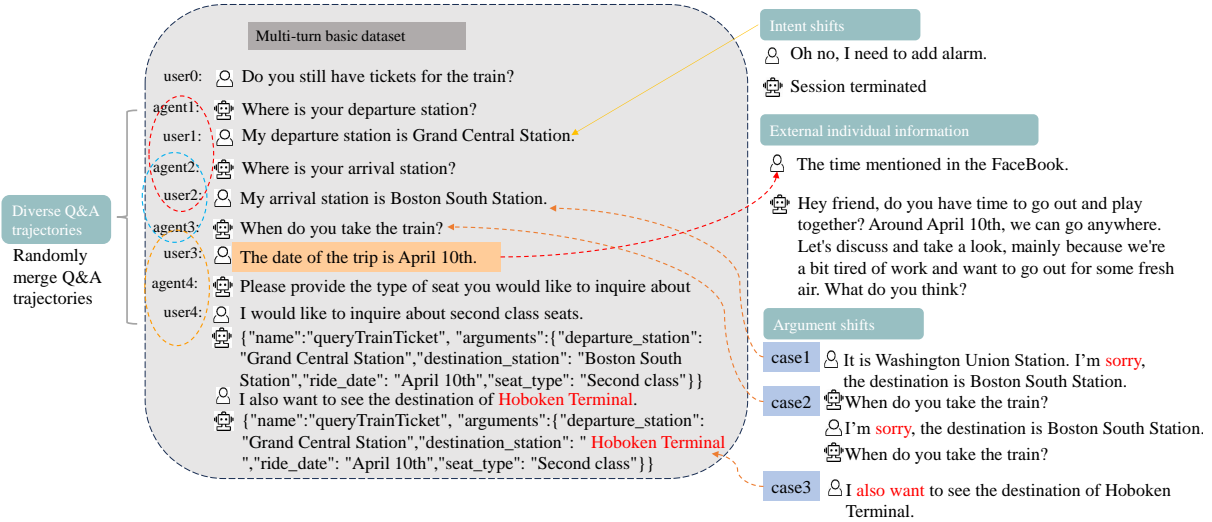 Multi-turn basic dataset
user0: Do you still have tickets for the train?
agent1: Where is your departure station?
user1: My departure station is Grand Central Station.
agent2: Where is your arrival station?
user2: My arrival station is Boston South Station.
agent3: When do you take the train?
user3: The date of the trip is April 10th.
agent4: Please provide the type of seat you would like to inquire about
user4: I would like to inquire about second class seats.
{"name":"queryTrainTicket", "arguments":{"departure_station":
"Grand Central Station","destination_station": "Boston South
Station","ride_date": "April 10th","seat_type": "Second class"}}
I also want to see the destination of Hoboken Terminal.
{"name":"queryTrainTicket", "arguments":{"departure_station":
"Grand Central Station","destination_station": " Hoboken Terminal
","ride_date": "April 10th","seat_type": "Second class"}}
Diverse Q&A
trajectories
Randomly
merge Q&A
trajectories
Intent shifts
Oh no, I need to add alarm.
Session terminated
External individual information
The time mentioned in the FaceBook.
Hey friend, do you have time to go out and play
together? Around April 10th, we can go anywhere.
Let's discuss and take a look, mainly because we're
a bit tired of work and want to go out for some fresh
air. What do you think?
Argument shifts
case1 It is Washington Union Station. I'm sorry,
the destination is Boston South Station.
case2 When do you take the train?
I'm sorry, the destination is Boston South Station.
When do you take the train?
case3 I also want to see the destination of Hoboken
Terminal.